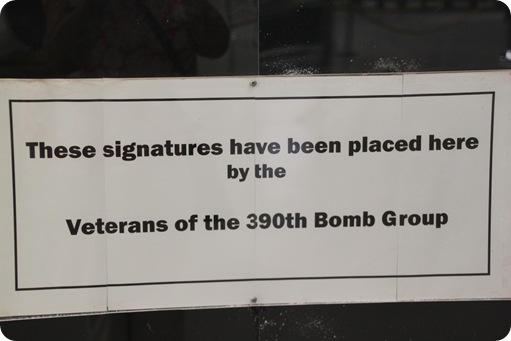 These signatures have been placed here
by the
Veterans of the 390th Bomb Group